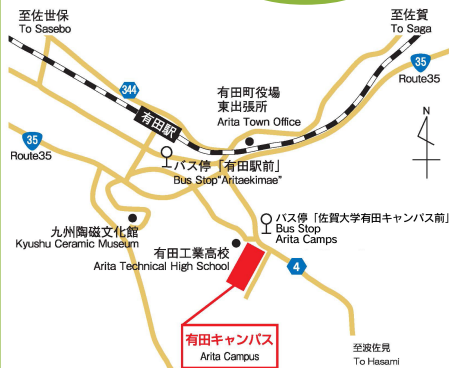 至佐世保
To Sasebo
至佐賀
To Saga
35
Route35
344
有田町役場
東出張所
Arita Town Office
有田駅
N
35
Route35
バス停「有田駅前」
Bus Stop"Aritaekimae"
九州陶磁文化館
Kyushu Ceramic Museum
バス停「佐賀大学有田キャンパス前」
Bus Stop
Arita Camps
有田工業高校
Arita Technical High School
4
有田キャンパス
Arita Campus
至波佐見
To Hasami